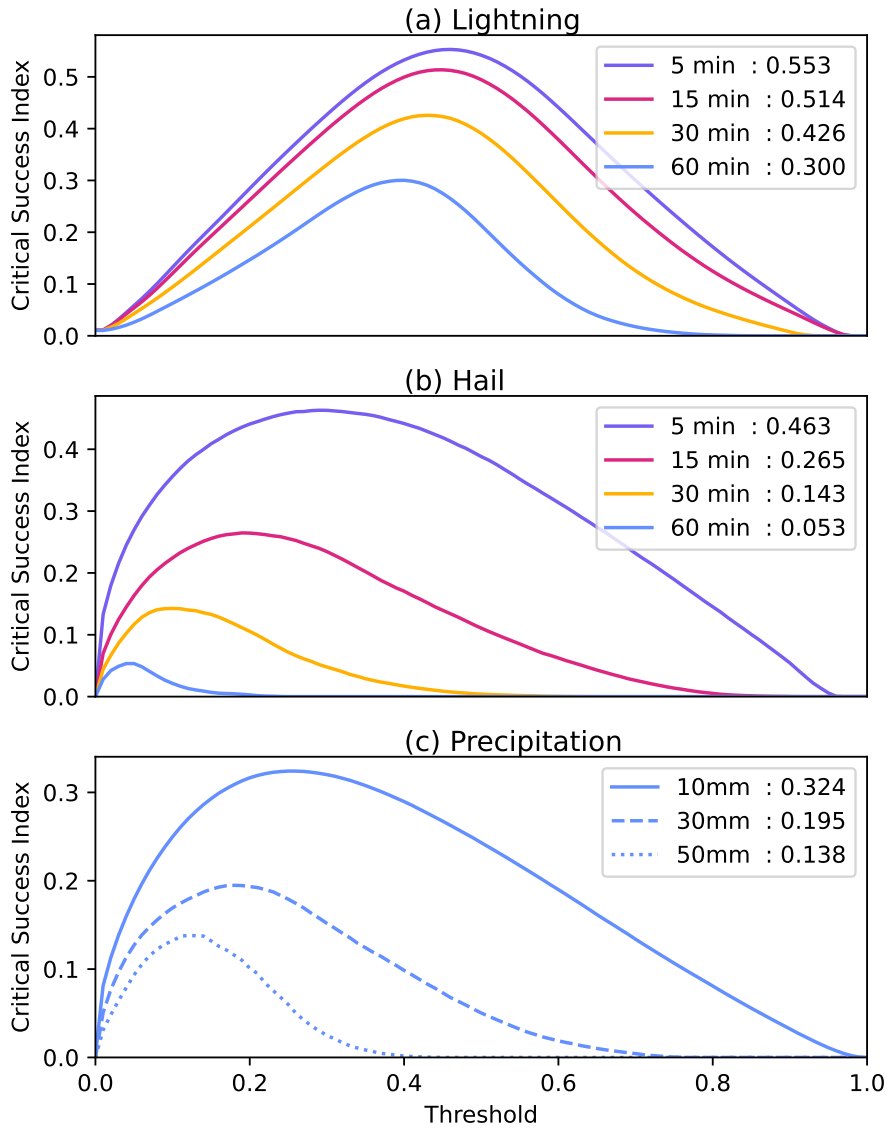 (a) Lightning
Critical Success Index
0.5
0.4
0.3
0.2
0.1
0.0
5 min : 0.553
15 min : 0.514
30 min : 0.426
60 min : 0.300
(b) Hail
Critical Success Index
0.4
0.3
0.2
0.1
0.0
5 min : 0.463
15 min : 0.265
30 min : 0.143
60 min : 0.053
(c) Precipitation
Critical Success Index
0.3
0.2
0.1
0.0
10mm : 0.324
30mm : 0.195
50mm : 0.138
0.0 0.2 0.4 0.6 0.8 1.0
Threshold